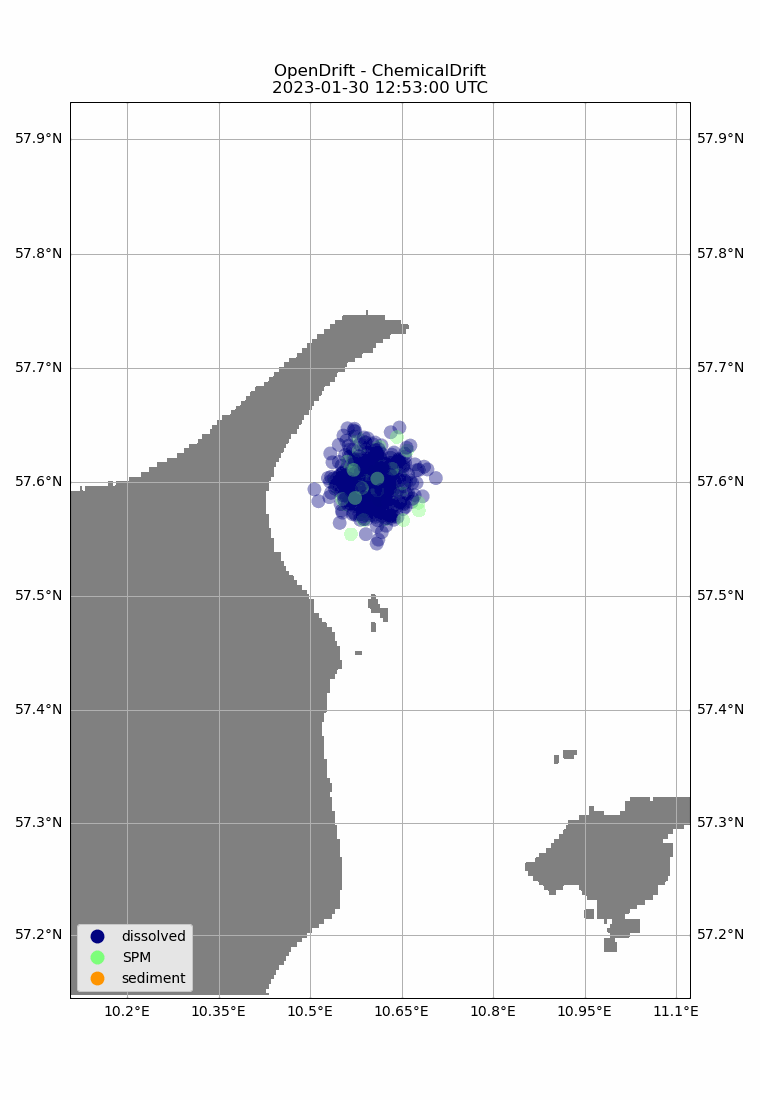 OpenDrift - ChemicalDrift
2023-01-30 12:53:00 UTC
57.9°N 57.9°N
57.8°N 57.8°N
57.7°N 57.7°N
57.6°N 57.6°N
57.5°N 57.5°N
57.4°N 57.4°N
57.3°N 57.3°N
57.2°N 57.2°N
dissolved
SPM
sediment
10.2°E 10.35°E 10.5°E 10.65°E 10.8°E 10.95°E 11.1°E